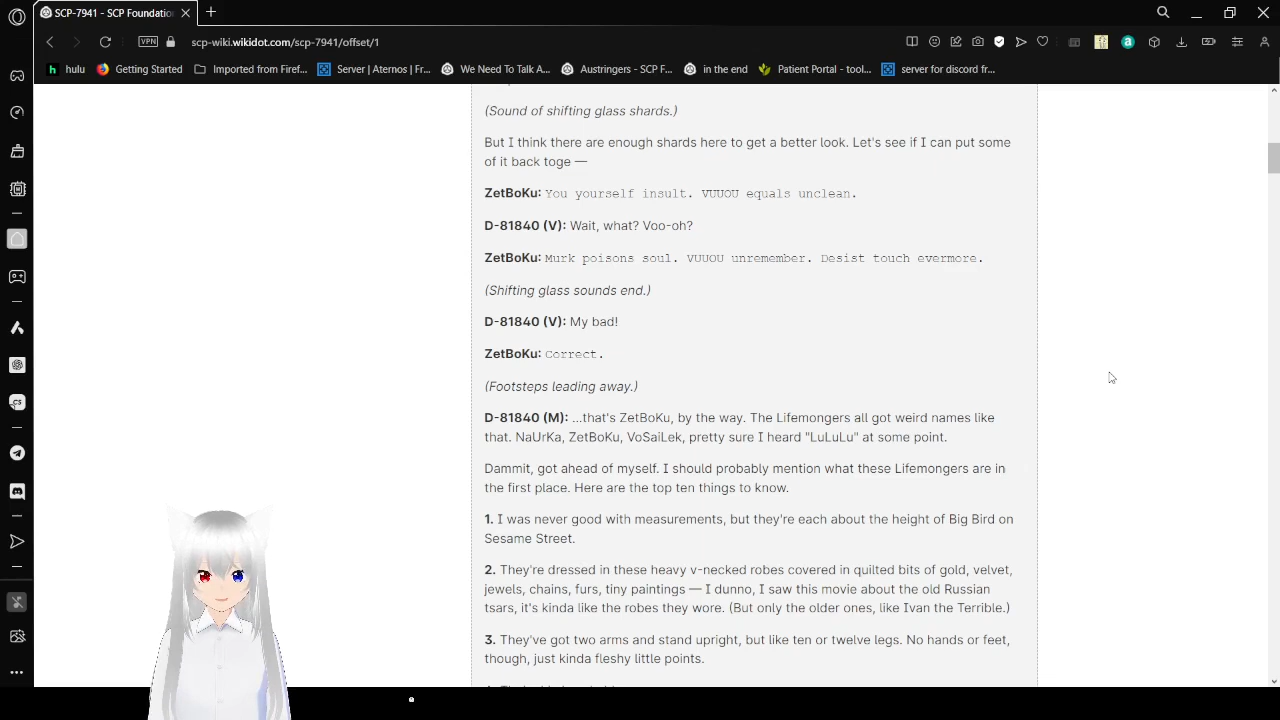 SCP-7941 - SCP Foundatio
scp-wiki.wikidot.com/scp-7941/offset/1
VPN
hulu
Getting Started
Imported from Firef...
Server | Aternos | Fr...
We Need To Talk A...
Austringers - SCP F...
in the end
Patient Portal - tool...
server for discord fr...
(Sound of shifting glass shards.)
But I think there are enough shards here to get a better look. Let's see if I can put some
of it back toge —
ZetBoKu: You yourself insult. VUUOU equals unclean.
D-81840 (V): Wait, what? Voo-oh?
ZetBoKu: Murk poisons soul. VUUOU unremember. Desist touch evermore.
(Shifting glass sounds end.)
D-81840 (V): My bad!
ZetBoKu: Correct.
(Footsteps leading away.)
D-81840 (M): ...that's ZetBoKu, by the way. The Lifemongers all got weird names like
that. NaUrKa, ZetBoKu, VoSaiLek, pretty sure I heard "LuLuLu" at some point.
Dammit, got ahead of myself. I should probably mention what these Lifemongers are in
the first place. Here are the top ten things to know.
1. I was never good with measurements, but they're each about the height of Big Bird on
Sesame Street.
2. They're dressed in these heavy v-necked robes covered in quilted bits of gold, velvet,
jewels, chains, furs, tiny paintings — I dunno, I saw this movie about the old Russian
tsars, it's kinda like the robes they wore. (But only the older ones, like Ivan the Terrible.)
3. They've got two arms and stand upright, but like ten or twelve legs. No hands or feet,
though, just kinda fleshy little points.